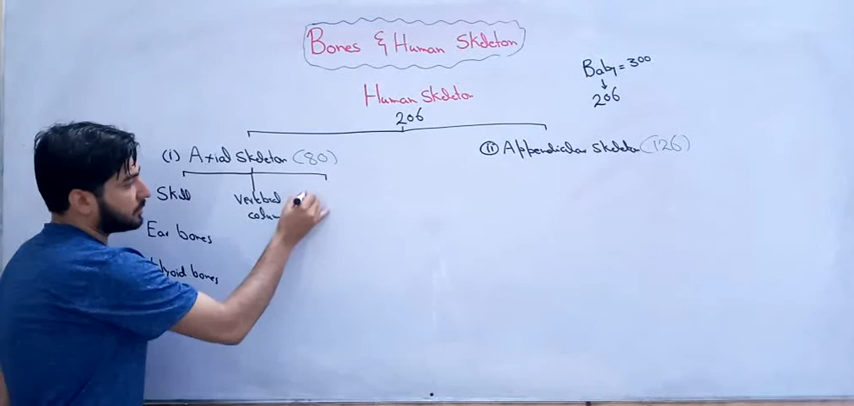 Bones & Human Skeleton
Baby = 300
206
Human Skeleton
206
(i) Axial Skeleton (80)
(ii) Appendicular Skeleton (126)
Skull
Vertebral
colum
Ear bones
Hyoid bones